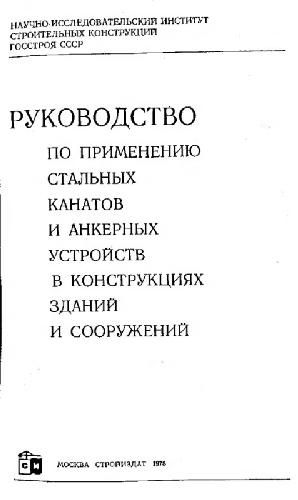 НАУЧНО-ИССЛЕДОВАТЕЛЬСКИЙ ИНСТИТУТ
СТРОИТЕЛЬНЫХ КОНСТРУКЦИЙ
ГОССТРОЯ СССР
РУКОВОДСТВО
ПО ПРИМЕНЕНИЮ
СТАЛЬНЫХ
КАНАТОВ
И АНКЕРНЫХ
УСТРОЙСТВ
В КОНСТРУКЦИЯХ
ЗДАНИЙ
И СООРУЖЕНИЙ
СИ
МОСКВА СТРОЙИЗДАТ 1978